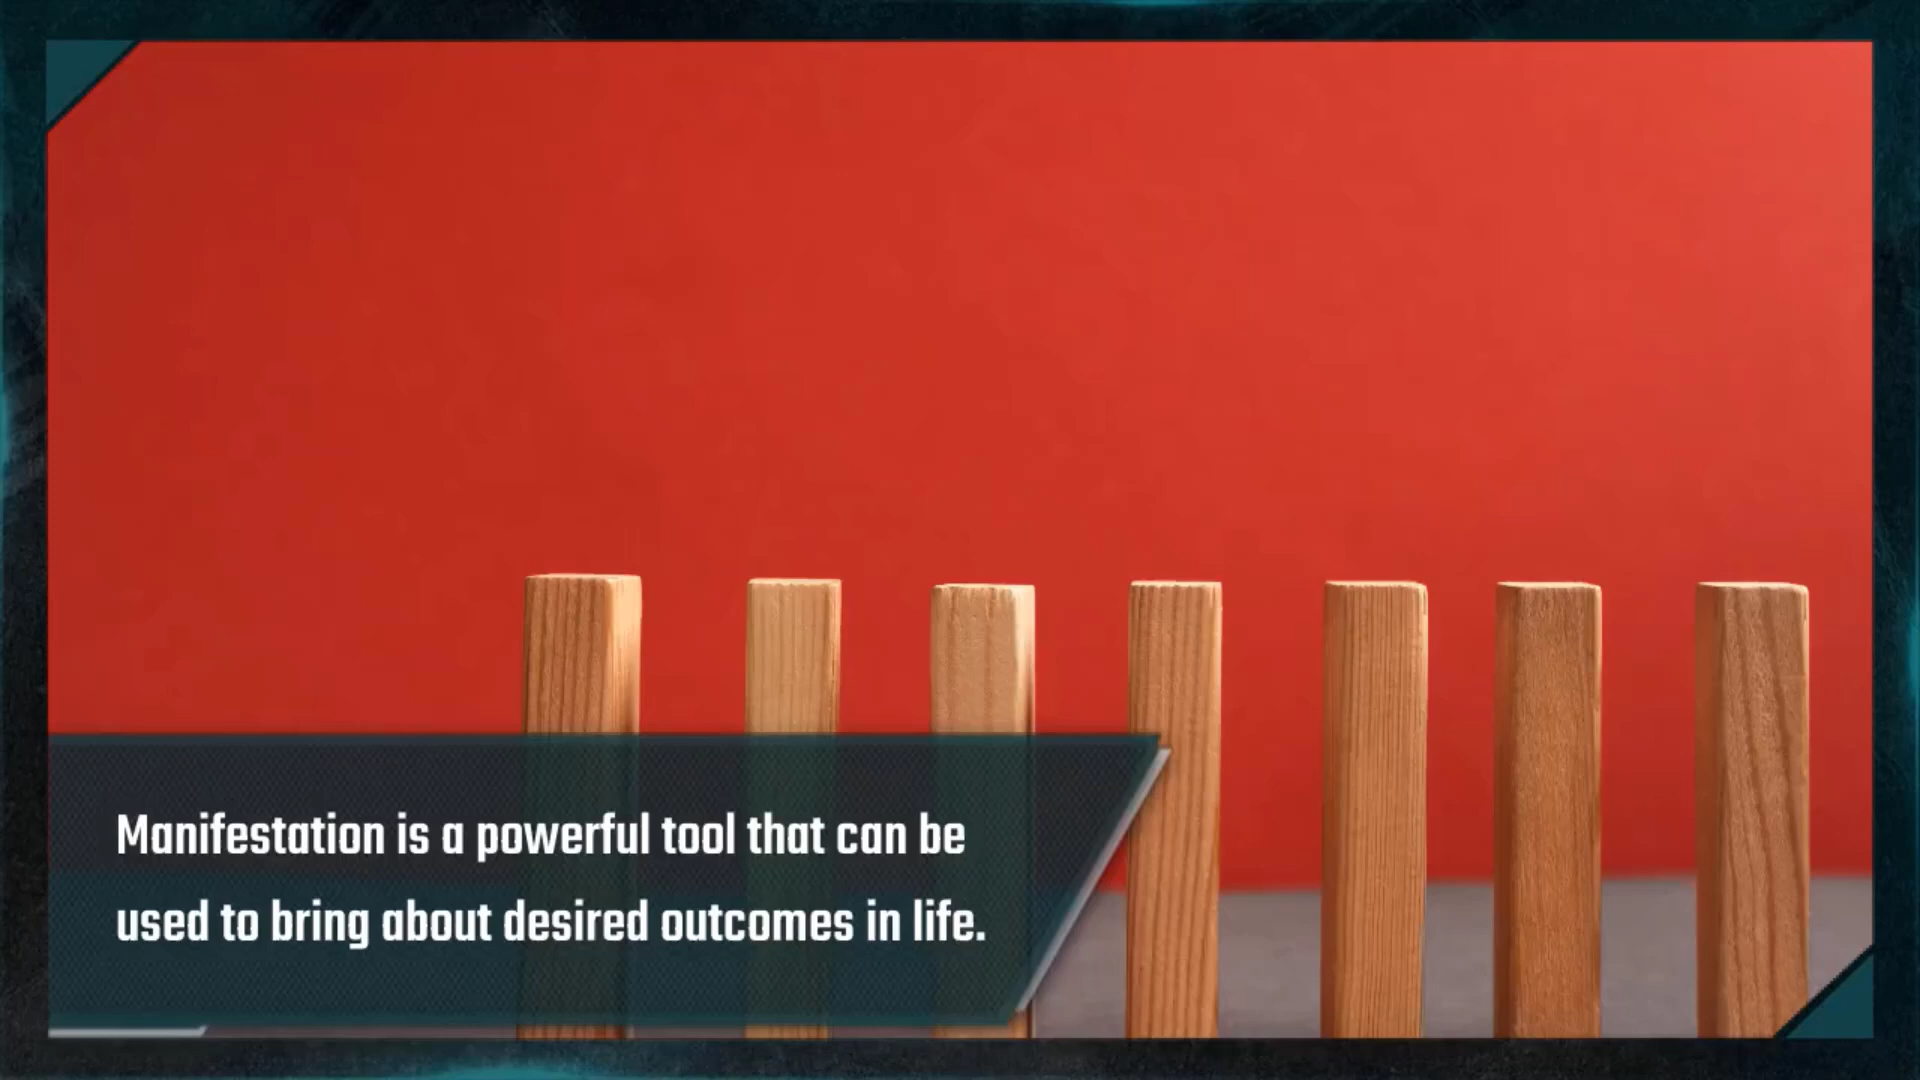 Manifestation is a powerful tool that can be
used to bring about desired outcomes in life.